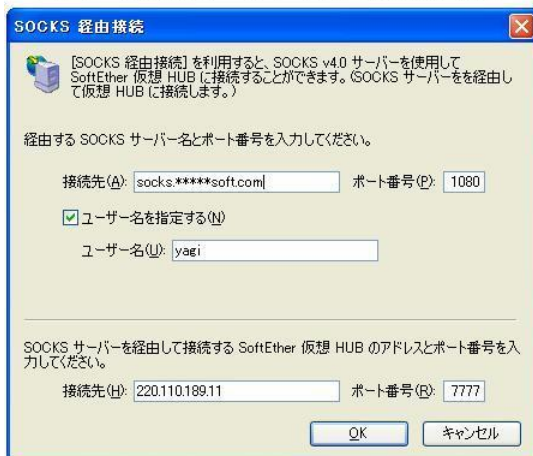 SOCKS 経由接続
[SOCKS 経由接続] を利用すると、SOCKS v4.0 サーバーを使用して
SoftEther 仮想 HUB に接続することができます。(SOCKS サーバーをを経由し
て仮想 HUB に接続します。)
経由する SOCKS サーバー名とポート番号を入力してください。
接続先(A): socks.*****soft.com ポート番号(P): 1080
ユーザー名を指定する(N)
ユーザー名(U): yagi
SOCKS サーバーを経由して接続する SoftEther 仮想 HUB のアドレスとポート番号を入
力してください。
接続先(H): 220.110.189.11 ポート番号(R): 7777
OK キャンセル